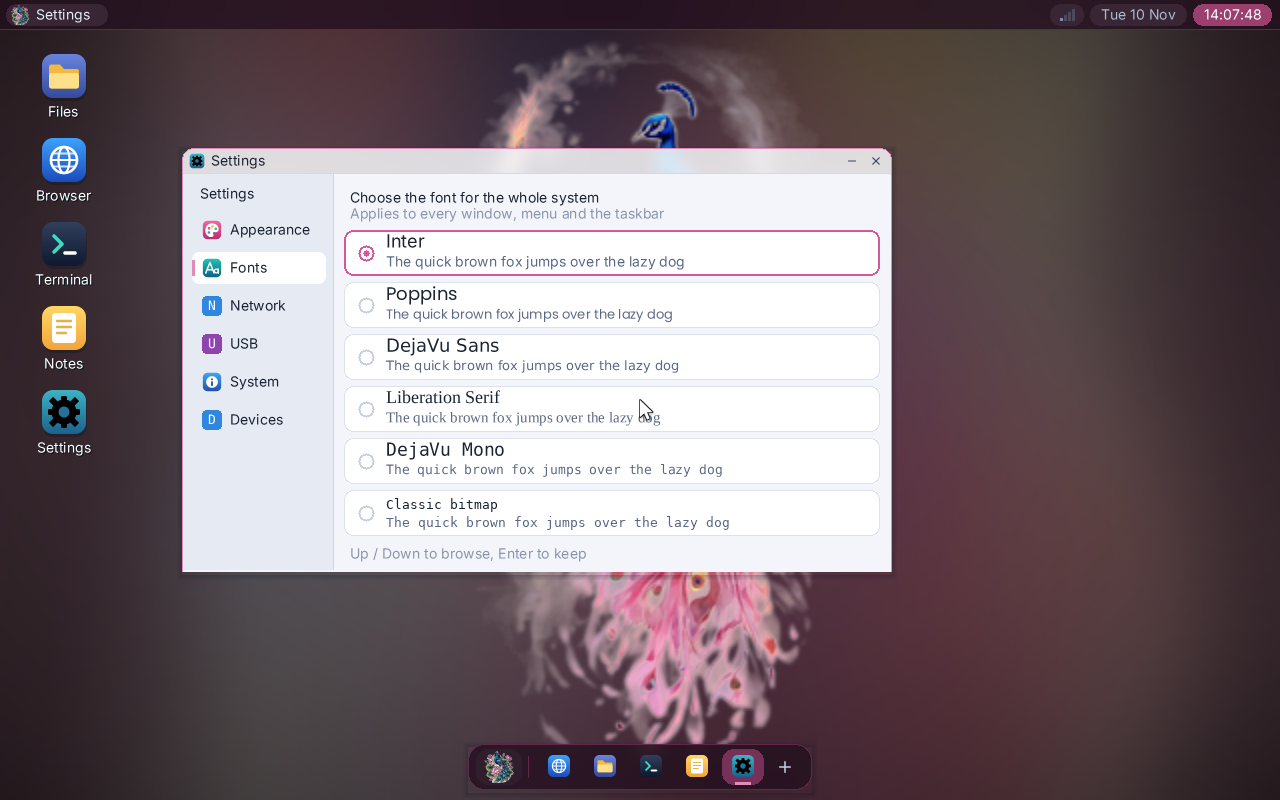 Settings
Tue 10 Nov
14:07:48
Files
Browser
Terminal
Notes
Settings
Settings
Settings
Appearance
Fonts
N Network
U USB
System
D Devices
Choose the font for the whole system
Applies to every window, menu and the taskbar
Inter
The quick brown fox jumps over the lazy dog
Poppins
The quick brown fox jumps over the lazy dog
DejaVu Sans
The quick brown fox jumps over the lazy dog
Liberation Serif
The quick brown fox jumps over the lazy dog
DejaVu Mono
The quick brown fox jumps over the lazy dog
Classic bitmap
The quick brown fox jumps over the lazy dog
Up / Down to browse, Enter to keep